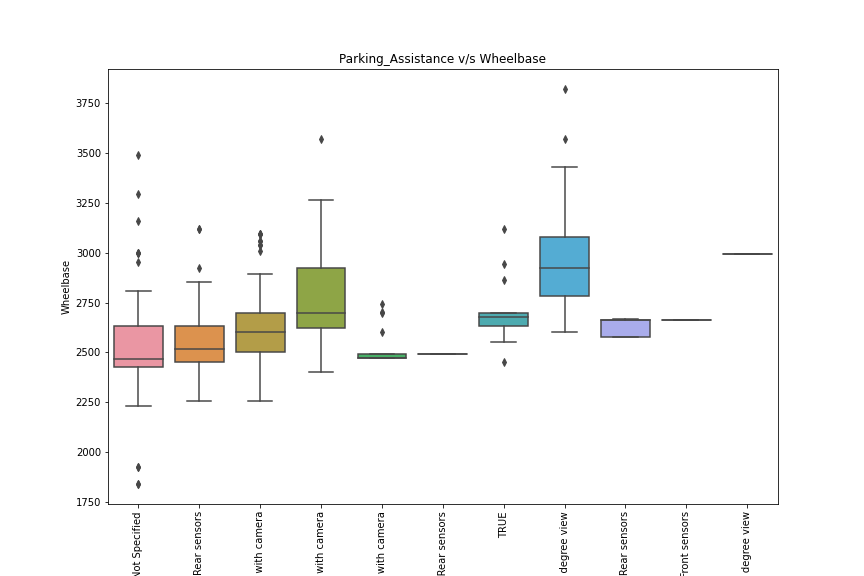 Parking_Assistance v/s Wheelbase
Wheelbase
3750
3500
3250
3000
2750
2500
2250
2000
1750
Not Specified
Rear sensors
with camera
with camera
with camera
Rear sensors
TRUE
degree view
Rear sensors
Front sensors
degree view